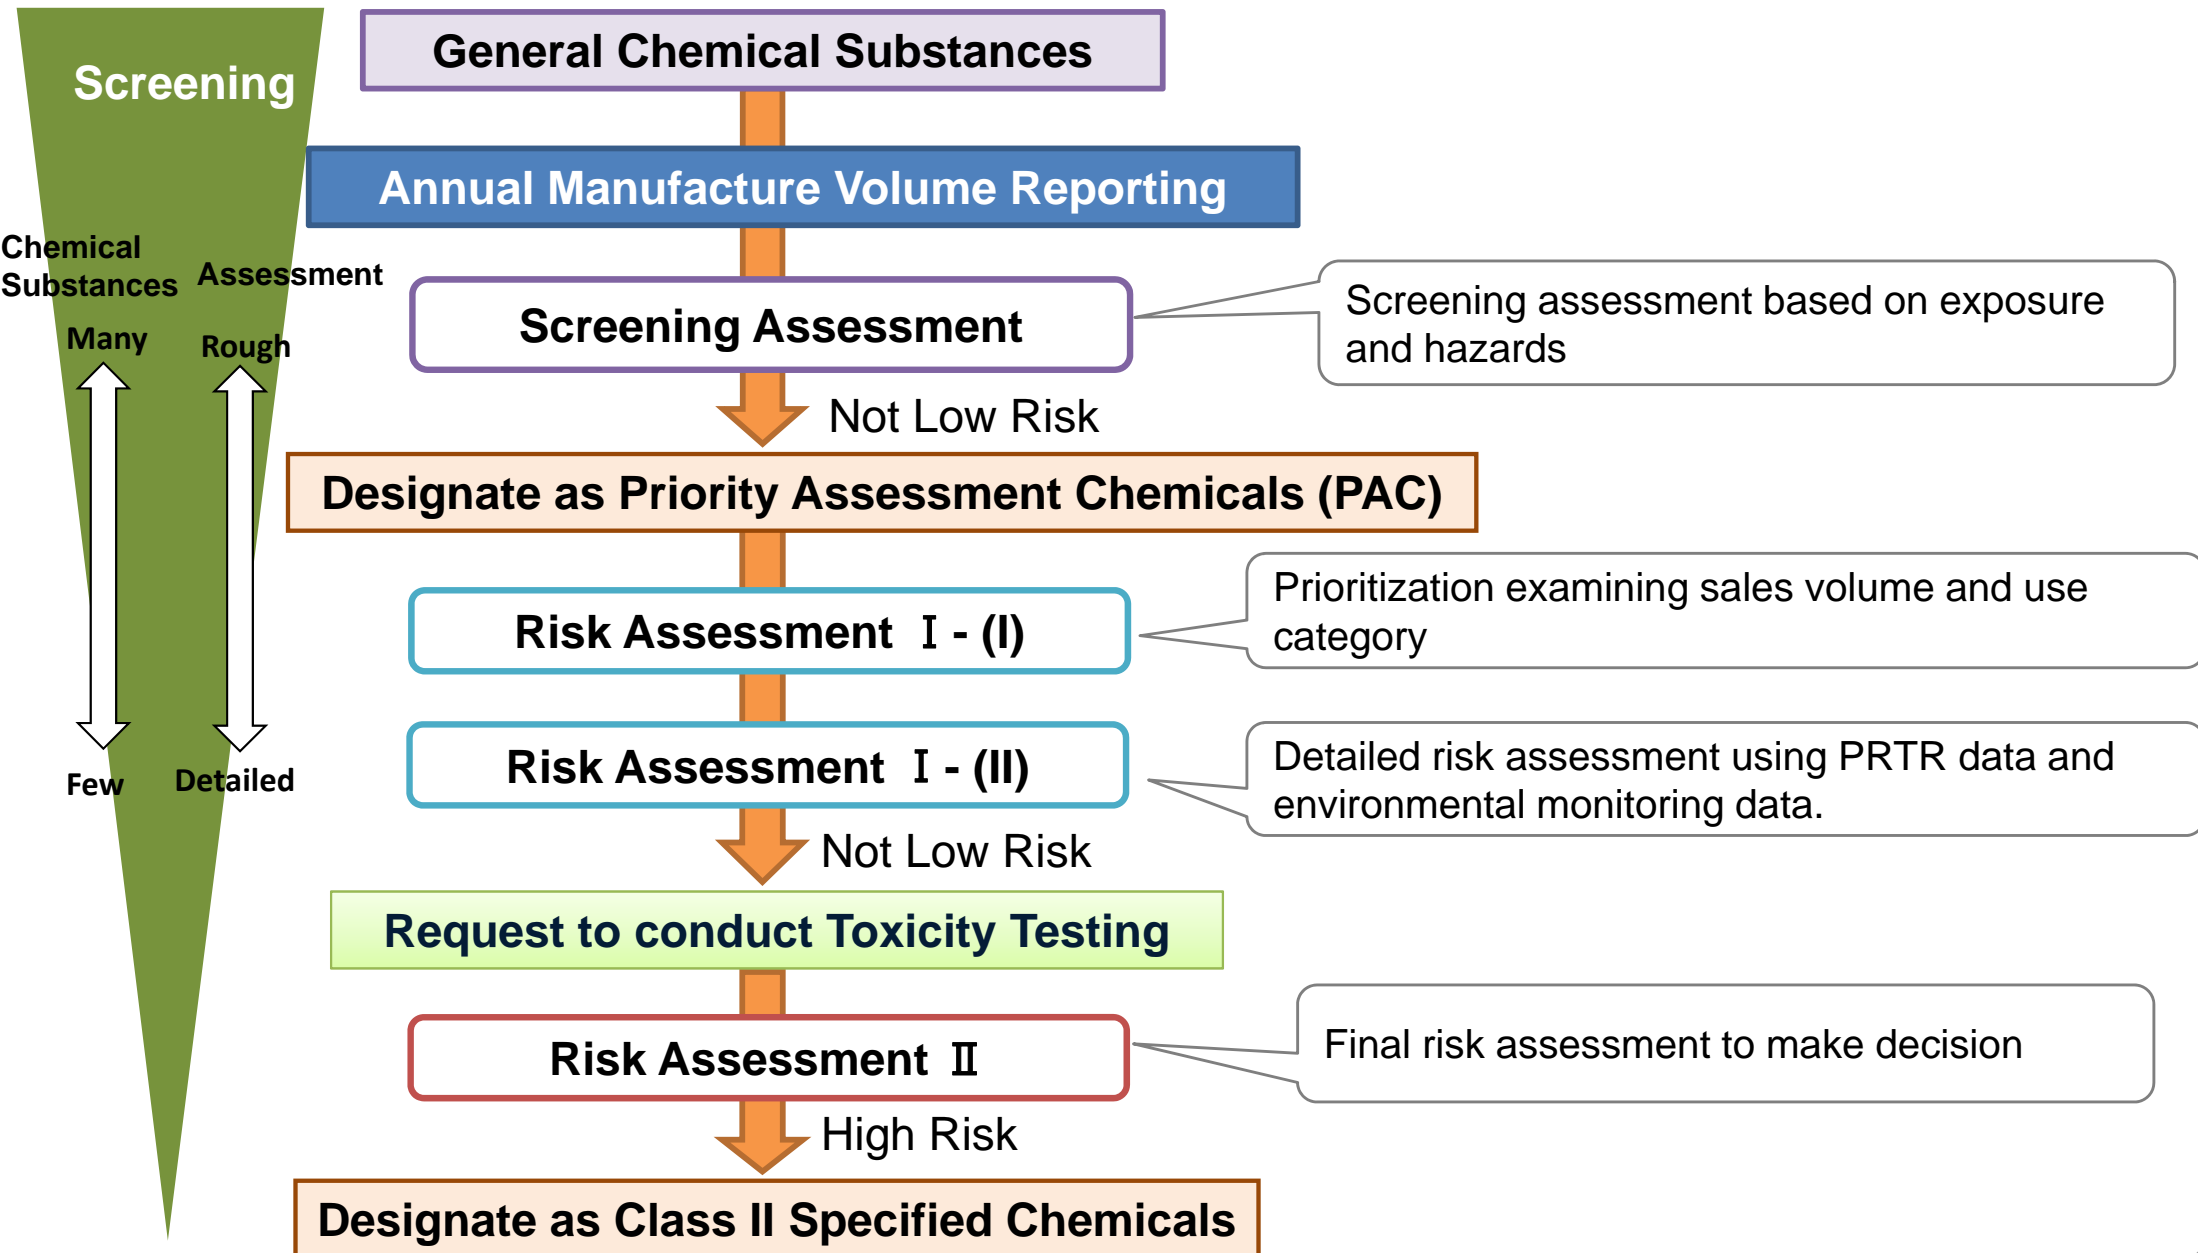 Screening
General Chemical Substances
Annual Manufacture Volume Reporting
Chemical
Substances
Assessment
Many
Rough
Few
Detailed
Screening Assessment
Screening assessment based on exposure
and hazards
Not Low Risk
Designate as Priority Assessment Chemicals (PAC)
Risk Assessment Ⅰ - (I)
Prioritization examining sales volume and use
category
Risk Assessment Ⅰ - (II)
Detailed risk assessment using PRTR data and
environmental monitoring data.
Not Low Risk
Request to conduct Toxicity Testing
Risk Assessment Ⅱ
Final risk assessment to make decision
High Risk
Designate as Class II Specified Chemicals